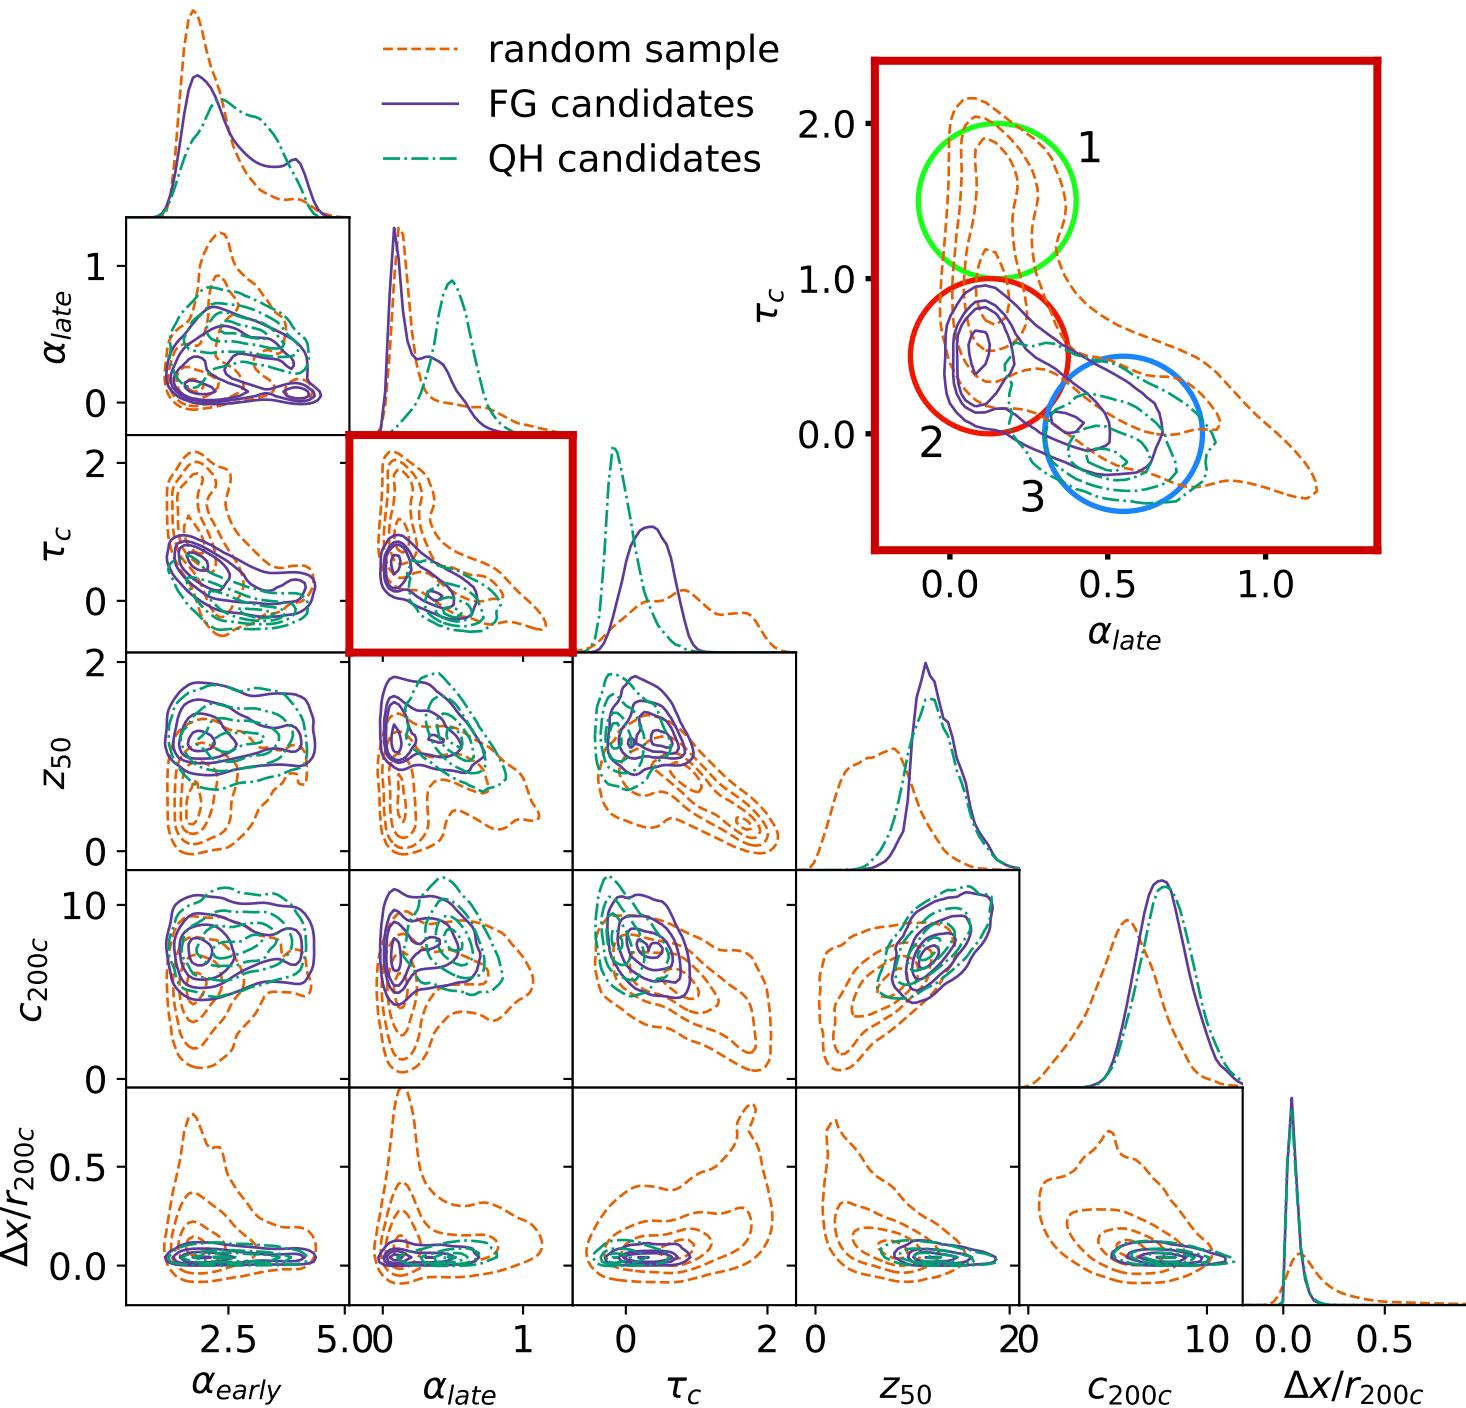 random sample
FG candidates
QH candidates
2.0
1
τc
1.0
0.0
2
3
0.0 0.5 1.0
αlate
αlate
1
0
τc
2
0
z50
2
0
c200c
10
0
Δx/r200c
0.5
0.0
2.5 5.0 0 1 0 2 0 2 0 10 0.0 0.5
αearly αlate τc z50 c200c Δx/r200c